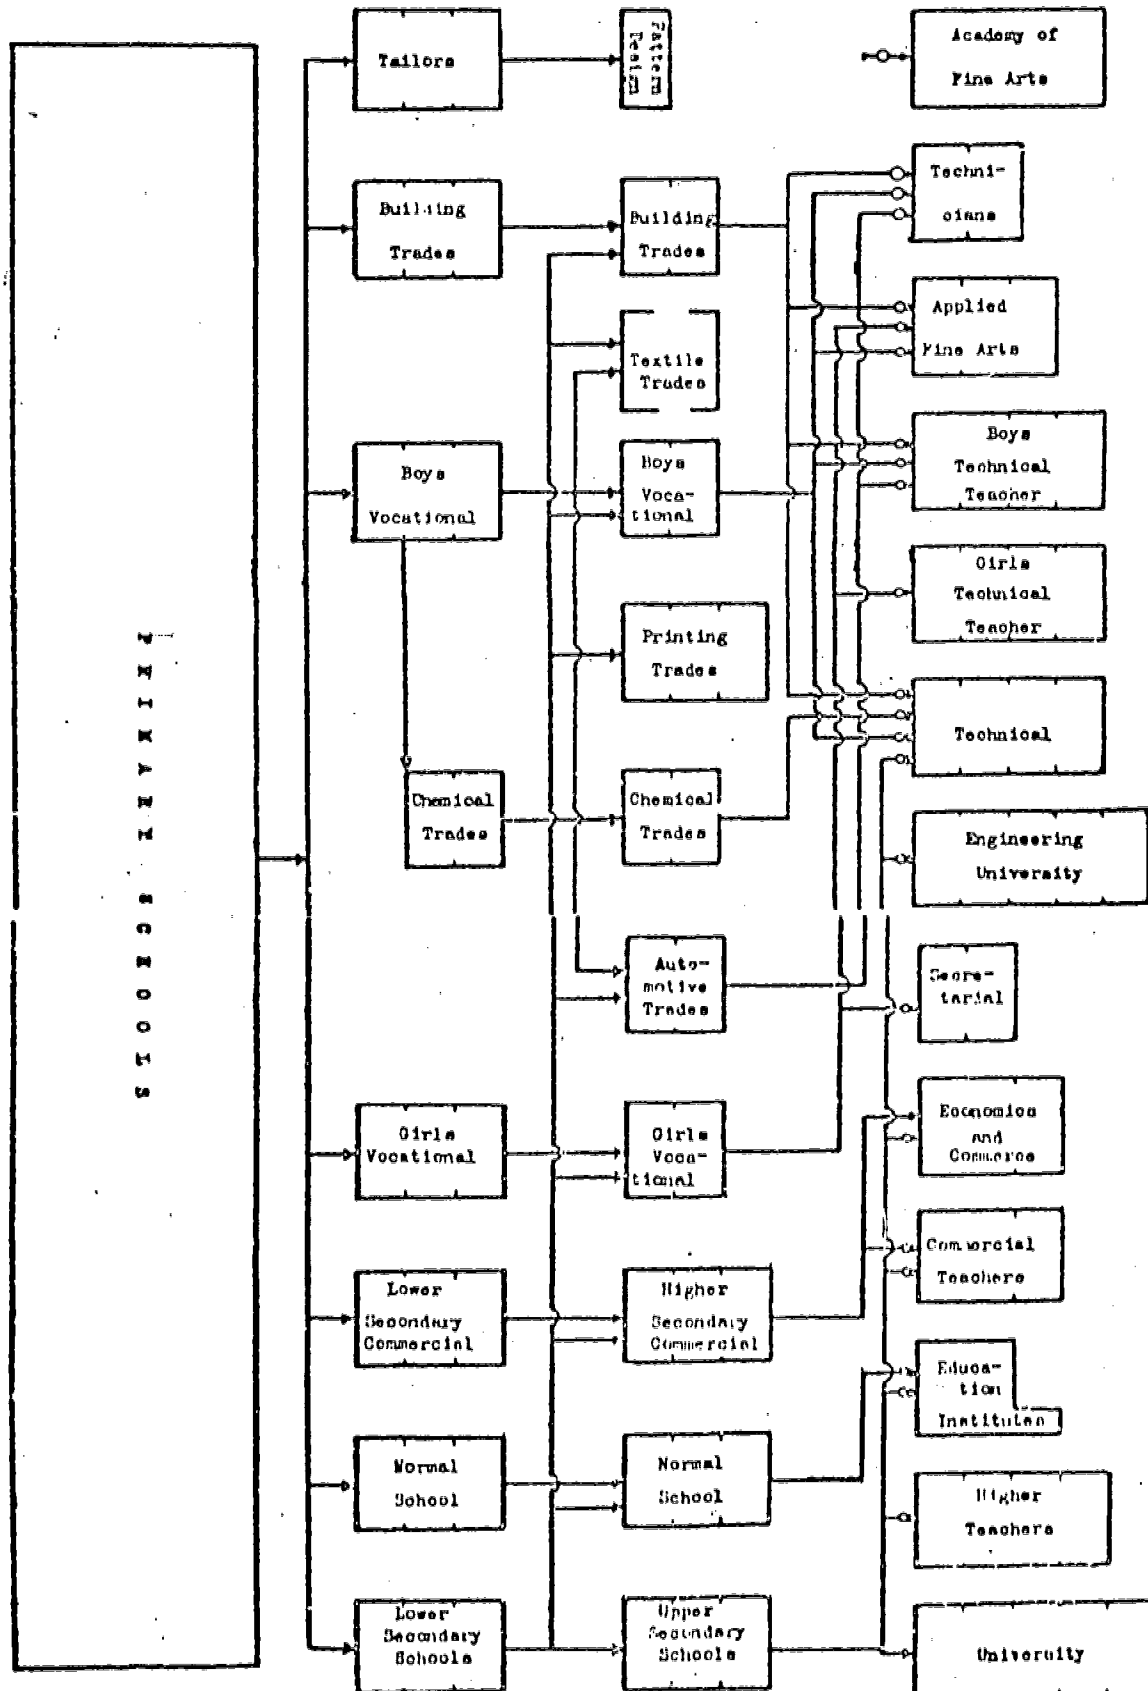 PRIMARY SCHOOLS
Tailors
Pattern
Design
Academy of
Fine Arts
Building
Trades
Building
Trades
Techni-
cians
Textile
Trades
Applied
Fine Arts
Boys
Vocational
Boys
Voca-
tional
Boys
Technical
Teacher
Girls
Technical
Teacher
Printing
Trades
Technical
Chemical
Trades
Chemical
Trades
Engineering
University
Auto-
motive
Trades
Secre-
tarial
Girls
Vocational
Girls
Voca-
tional
Economics
and
Commerce
Lower
Secondary
Commercial
Higher
Secondary
Commercial
Commercial
Teachers
Educa-
tion
Institutes
Normal
School
Normal
School
Higher
Teachers
Lower
Secondary
Schools
Upper
Secondary
Schools
University